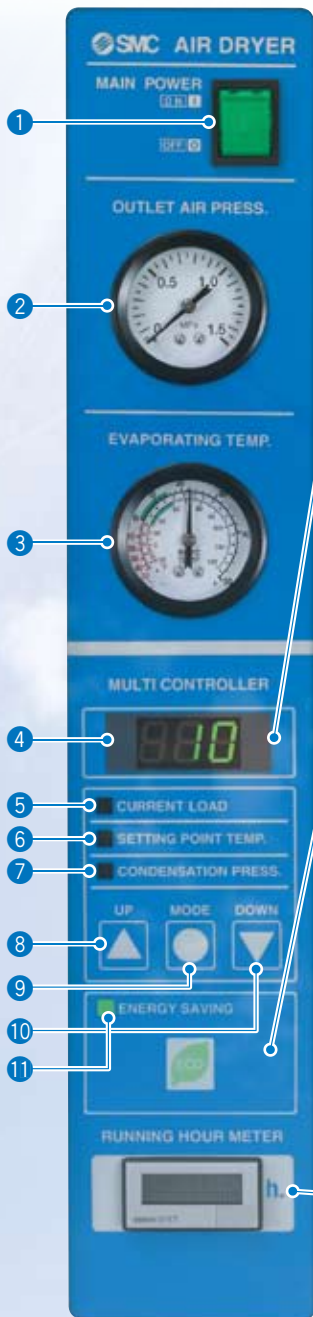 SMC AIR DRYER
MAIN POWER
ON I
1
OFF O
OUTLET AIR PRESS.
0.5 1.0
2
0 MPa 1.5
EVAPORATING TEMP.
3
MULTI CONTROLLER
4
10
5 CURRENT LOAD
6 SETTING POINT TEMP.
7 CONDENSATION PRESS.
UP MODE DOWN
8
9
10
11 ENERGY SAVING
ECO
RUNNING HOUR METER
h.